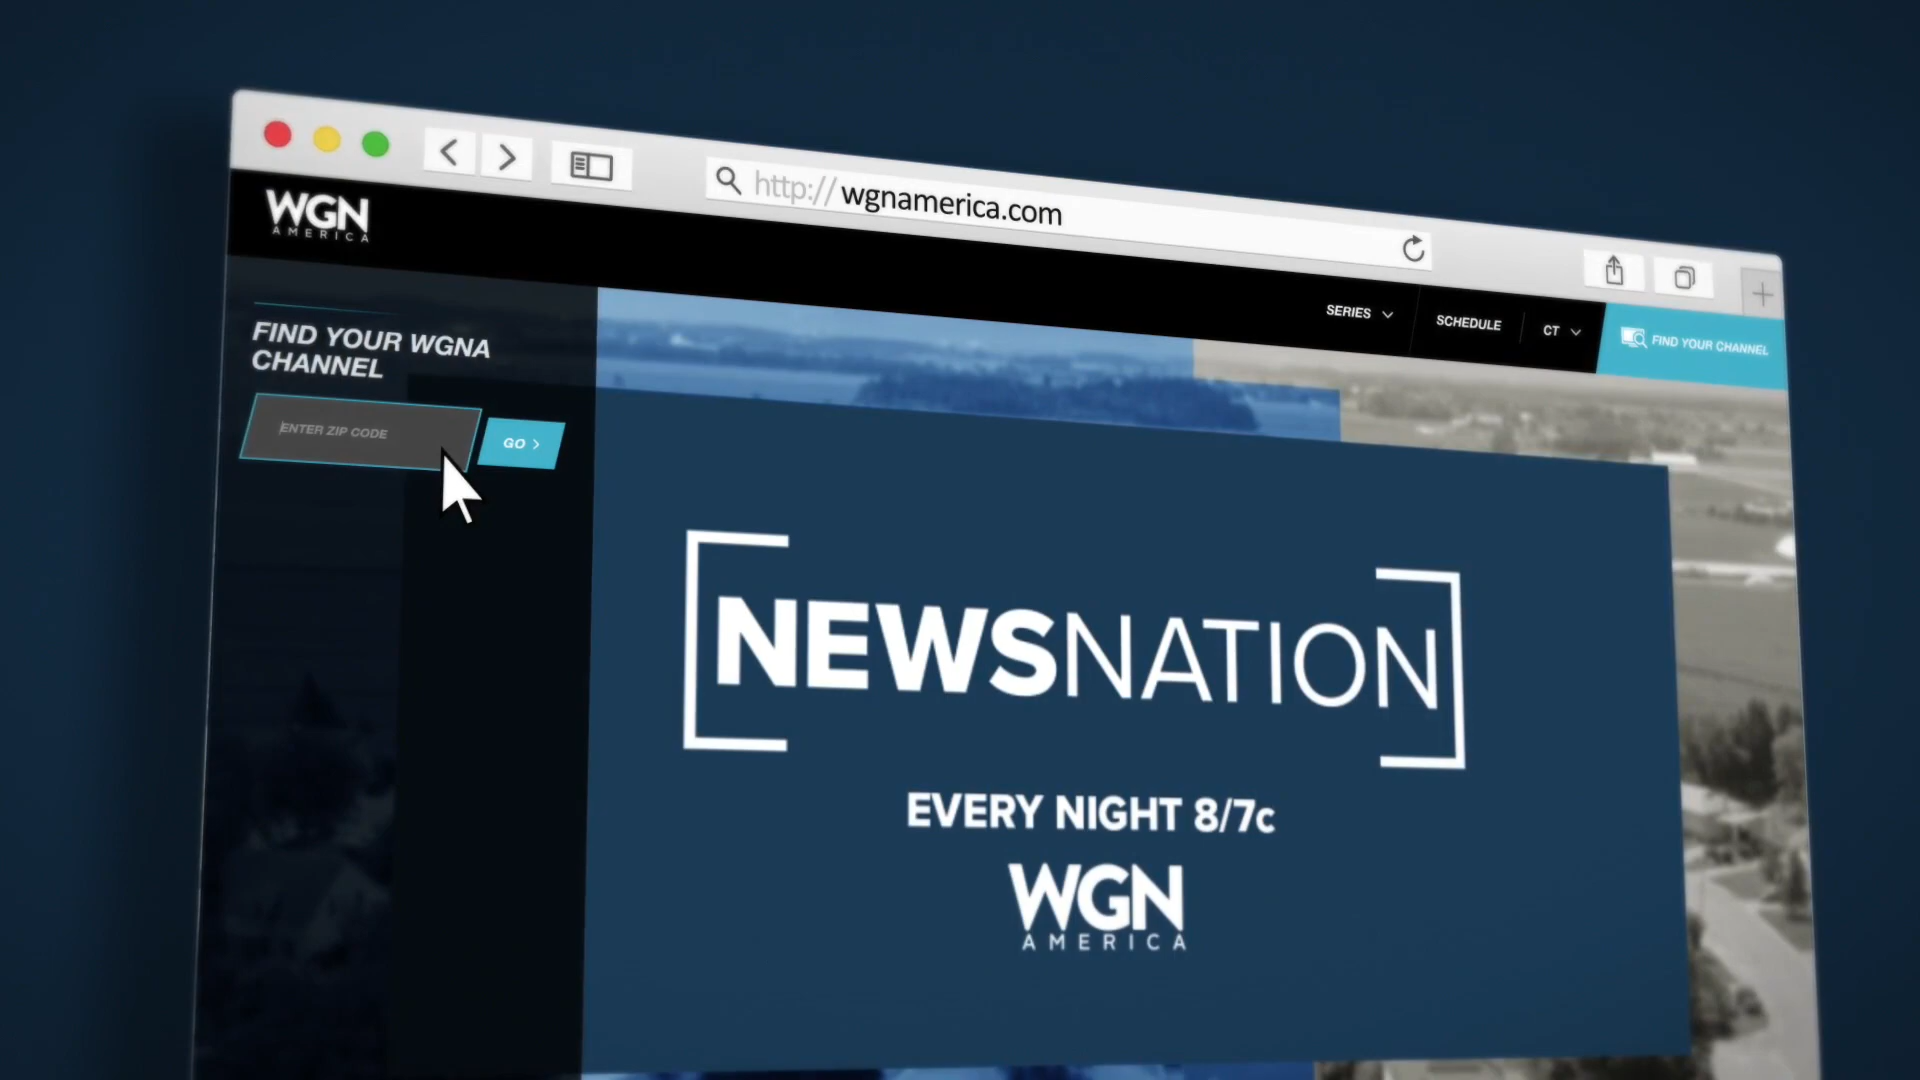 http:// wgnamerica.com
WGN
AMERICA
SERIES
SCHEDULE
CT
FIND YOUR CHANNEL
FIND YOUR WGNA
CHANNEL
ENTER ZIP CODE
GO
NEWSNATION
EVERY NIGHT 8/7c
WGN
AMERICA